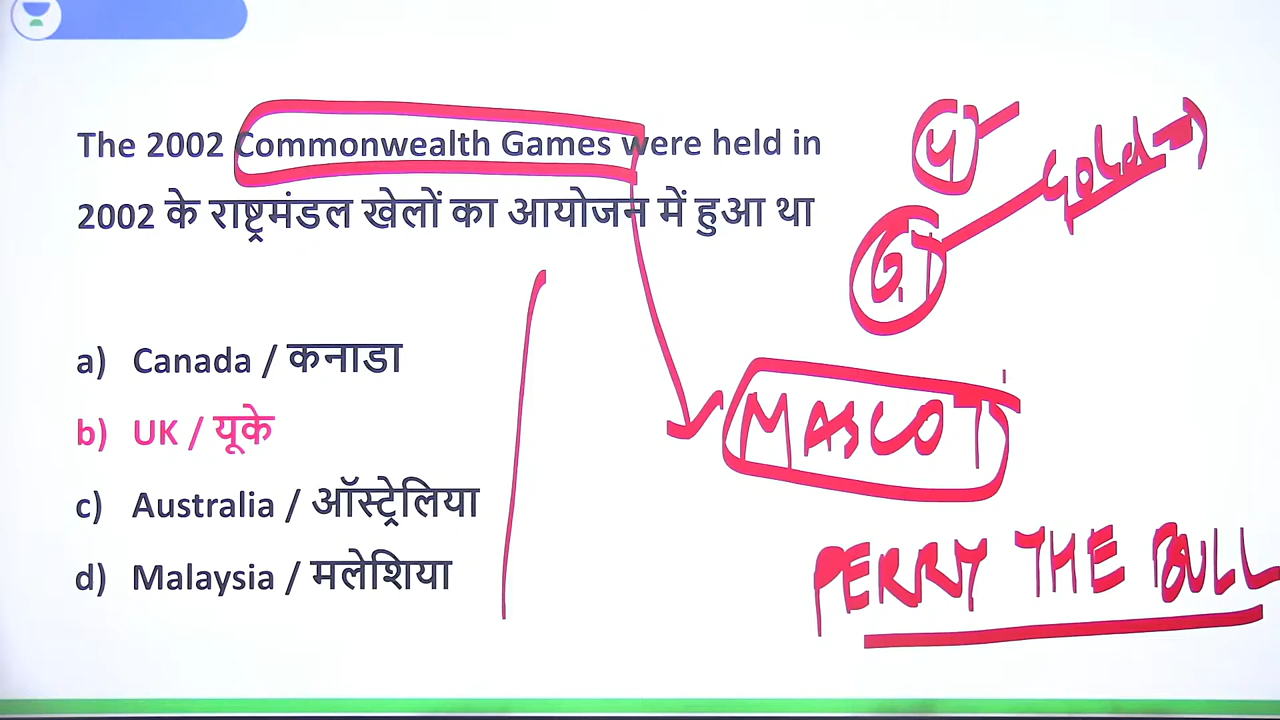 The 2002 Commonwealth Games were held in
2002 के राष्ट्रमंडल खेलों का आयोजन में हुआ था
a) Canada / कनाडा
b) UK / यूके
c) Australia / ऑस्ट्रेलिया
d) Malaysia / मलेशिया
Gold
MASCOT
PERRY THE BULL